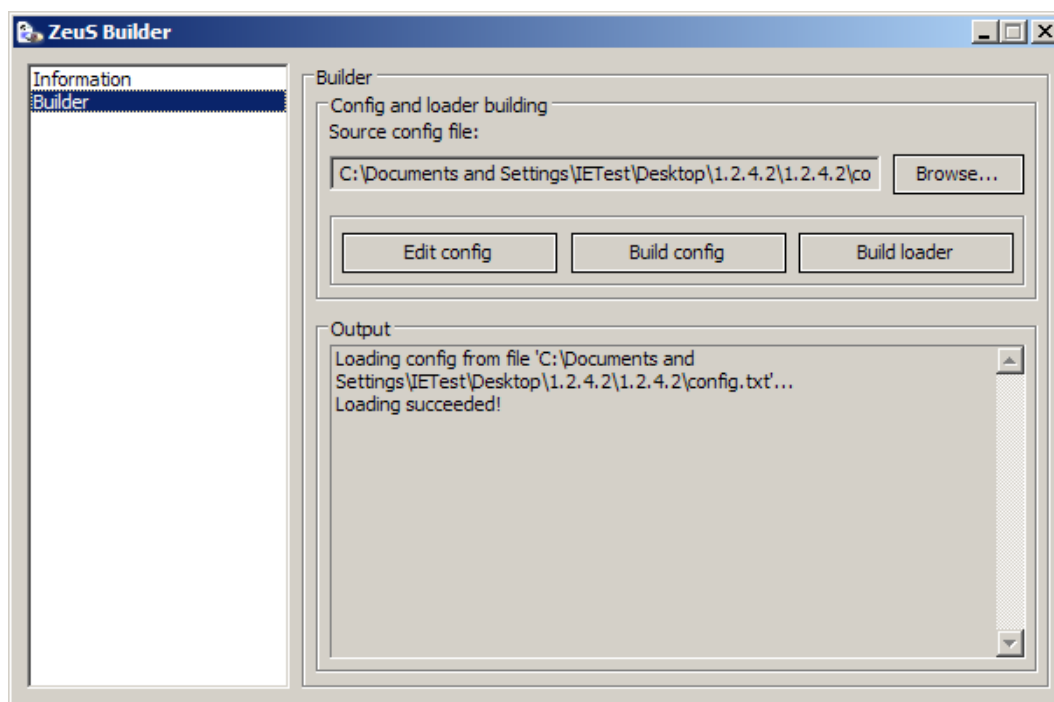 ZeuS Builder
Information
Builder
Builder
Config and loader building
Source config file:
C:\Documents and Settings\IETest\Desktop\1.2.4.2\1.2.4.2\co
Browse...
Edit config
Build config
Build loader
Output
Loading config from file 'C:\Documents and
Settings\IETest\Desktop\1.2.4.2\1.2.4.2\config.txt'...
Loading succeeded!